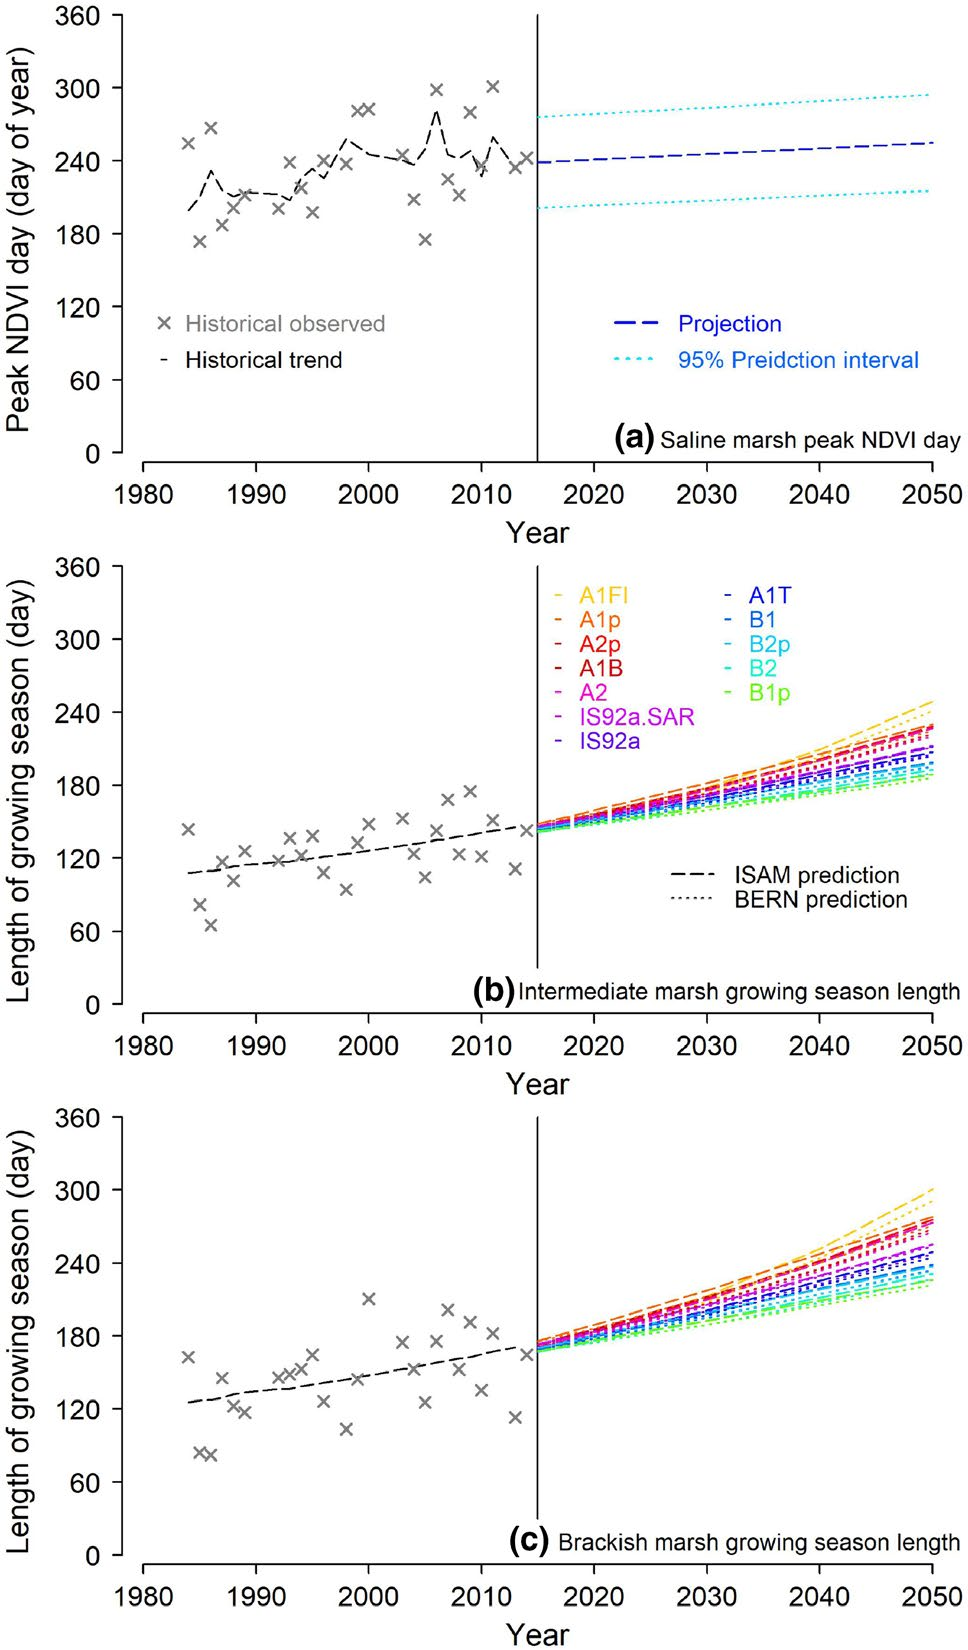 Peak NDVI day (day of year)
360
300
240
180
120
60
0
Historical observed
Historical trend
Projection
95% Preidction interval
(a) Saline marsh peak NDVI day
1980 1990 2000 2010 2020 2030 2040 2050
Year
Length of growing season (day)
360
300
240
180
120
60
0
A1FI A1T
A1p B1
A2p B2p
A1B B2
A2 B1p
IS92a.SAR
IS92a
ISAM prediction
BERN prediction
(b) Intermediate marsh growing season length
1980 1990 2000 2010 2020 2030 2040 2050
Year
Length of growing season (day)
360
300
240
180
120
60
0
(c) Brackish marsh growing season length
1980 1990 2000 2010 2020 2030 2040 2050
Year